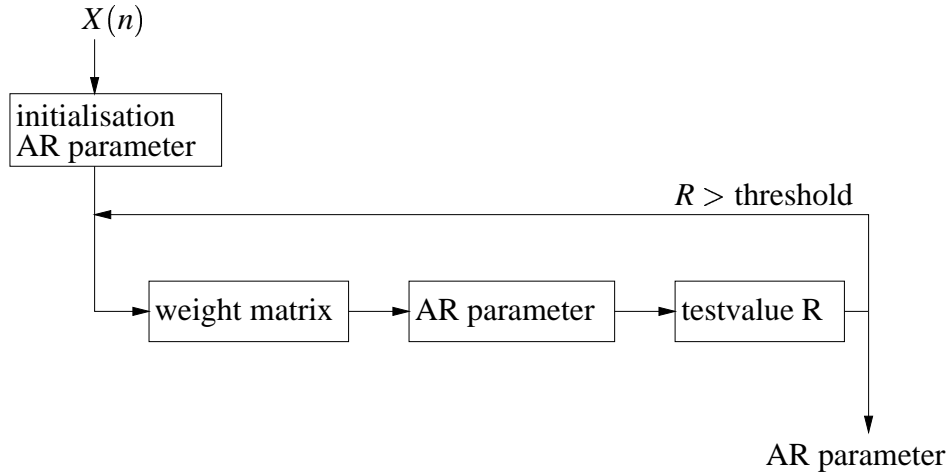 X(n)
initialisation
AR parameter
R > threshold
weight matrix
AR parameter
testvalue R
AR parameter